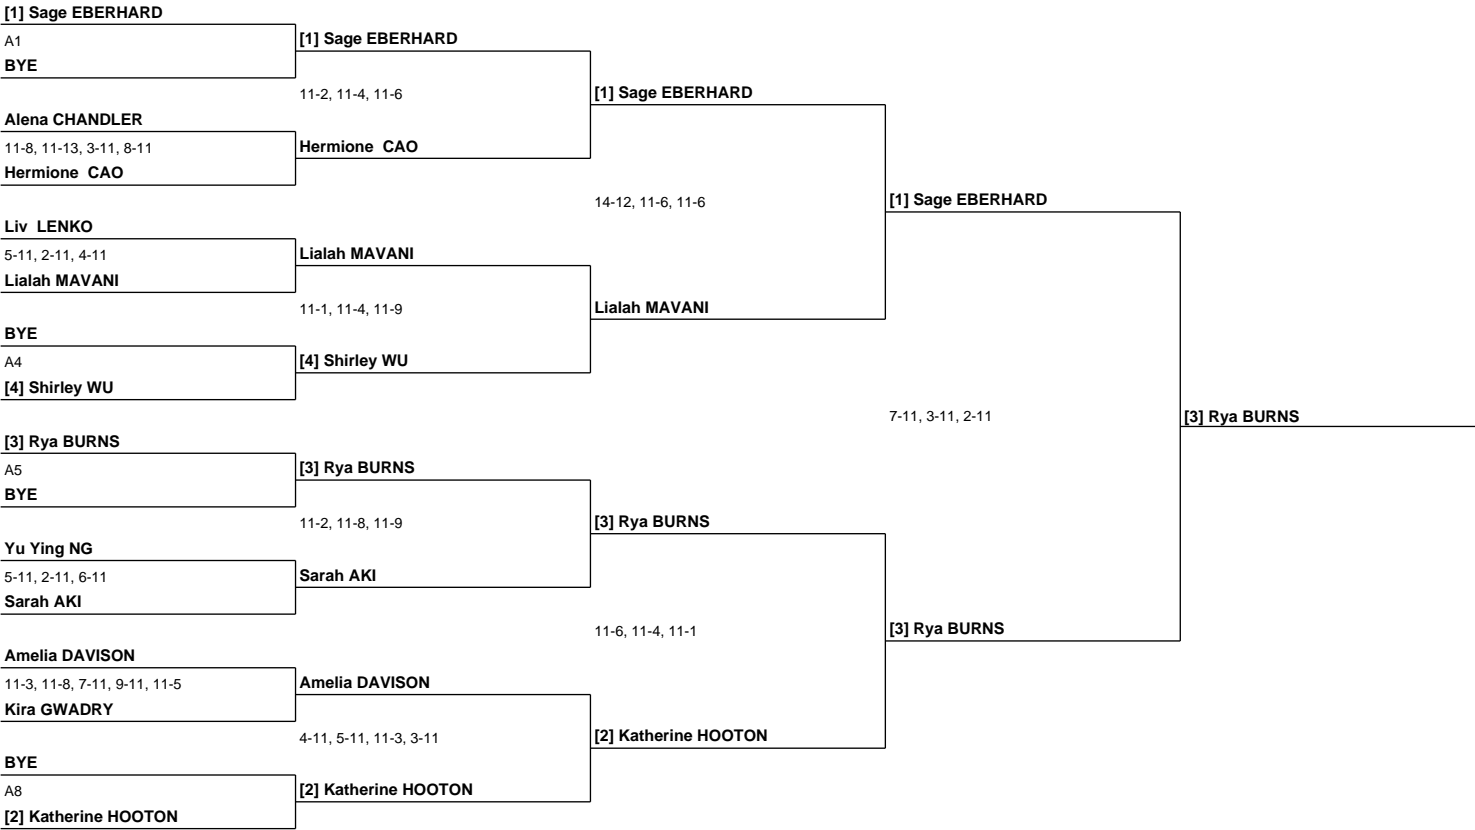 [1] Sage EBERHARD
A1
BYE
[1] Sage EBERHARD
11-2, 11-4, 11-6
[1] Sage EBERHARD
Alena CHANDLER
11-8, 11-13, 3-11, 8-11
Hermione CAO
Hermione CAO
14-12, 11-6, 11-6
[1] Sage EBERHARD
Liv LENKO
5-11, 2-11, 4-11
Lialah MAVANI
Lialah MAVANI
11-1, 11-4, 11-9
Lialah MAVANI
BYE
A4
[4] Shirley WU
[4] Shirley WU
7-11, 3-11, 2-11
[3] Rya BURNS
[3] Rya BURNS
A5
BYE
[3] Rya BURNS
11-2, 11-8, 11-9
[3] Rya BURNS
Yu Ying NG
5-11, 2-11, 6-11
Sarah AKI
Sarah AKI
11-6, 11-4, 11-1
[3] Rya BURNS
Amelia DAVISON
11-3, 11-8, 7-11, 9-11, 11-5
Kira GWADRY
Amelia DAVISON
4-11, 5-11, 11-3, 3-11
[2] Katherine HOOTON
BYE
A8
[2] Katherine HOOTON
[2] Katherine HOOTON